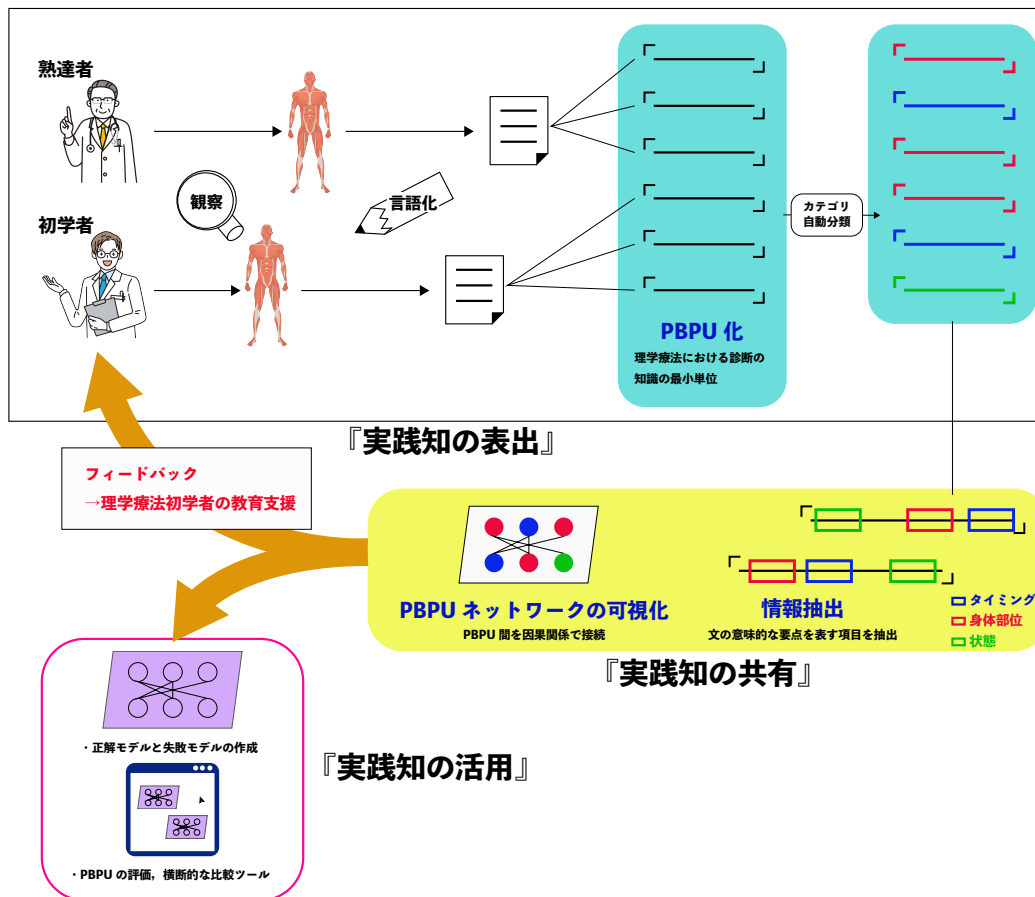 熟達者
観察
言語化
初学者
カテゴリ
自動分類
PBPU 化
理学療法における診断の
知識の最小単位
『実践知の表出』
フィードバック
→理学療法初学者の教育支援
PBPU ネットワークの可視化
PBPU 間を因果関係で接続
情報抽出
文の意味的な要点を表す項目を抽出
タイミング
身体部位
状態
『実践知の共有』
・正解モデルと失敗モデルの作成
『実践知の活用』
・PBPU の評価，横断的な比較ツール